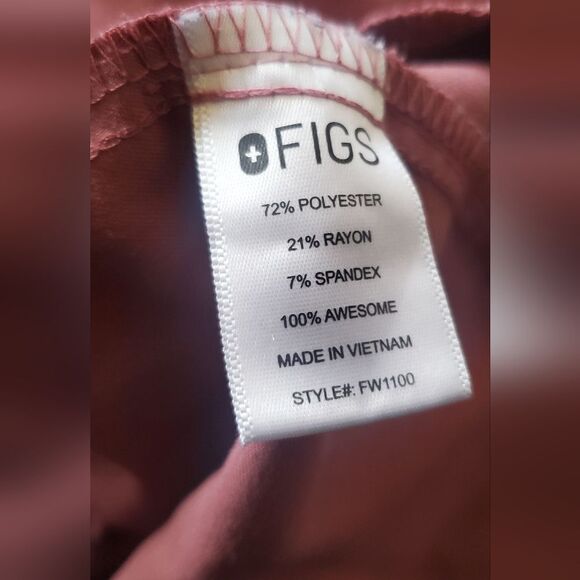 FIGS
72% POLYESTER
21% RAYON
7% SPANDEX
100% AWESOME
MADE IN VIETNAM
STYLE#: FW1100